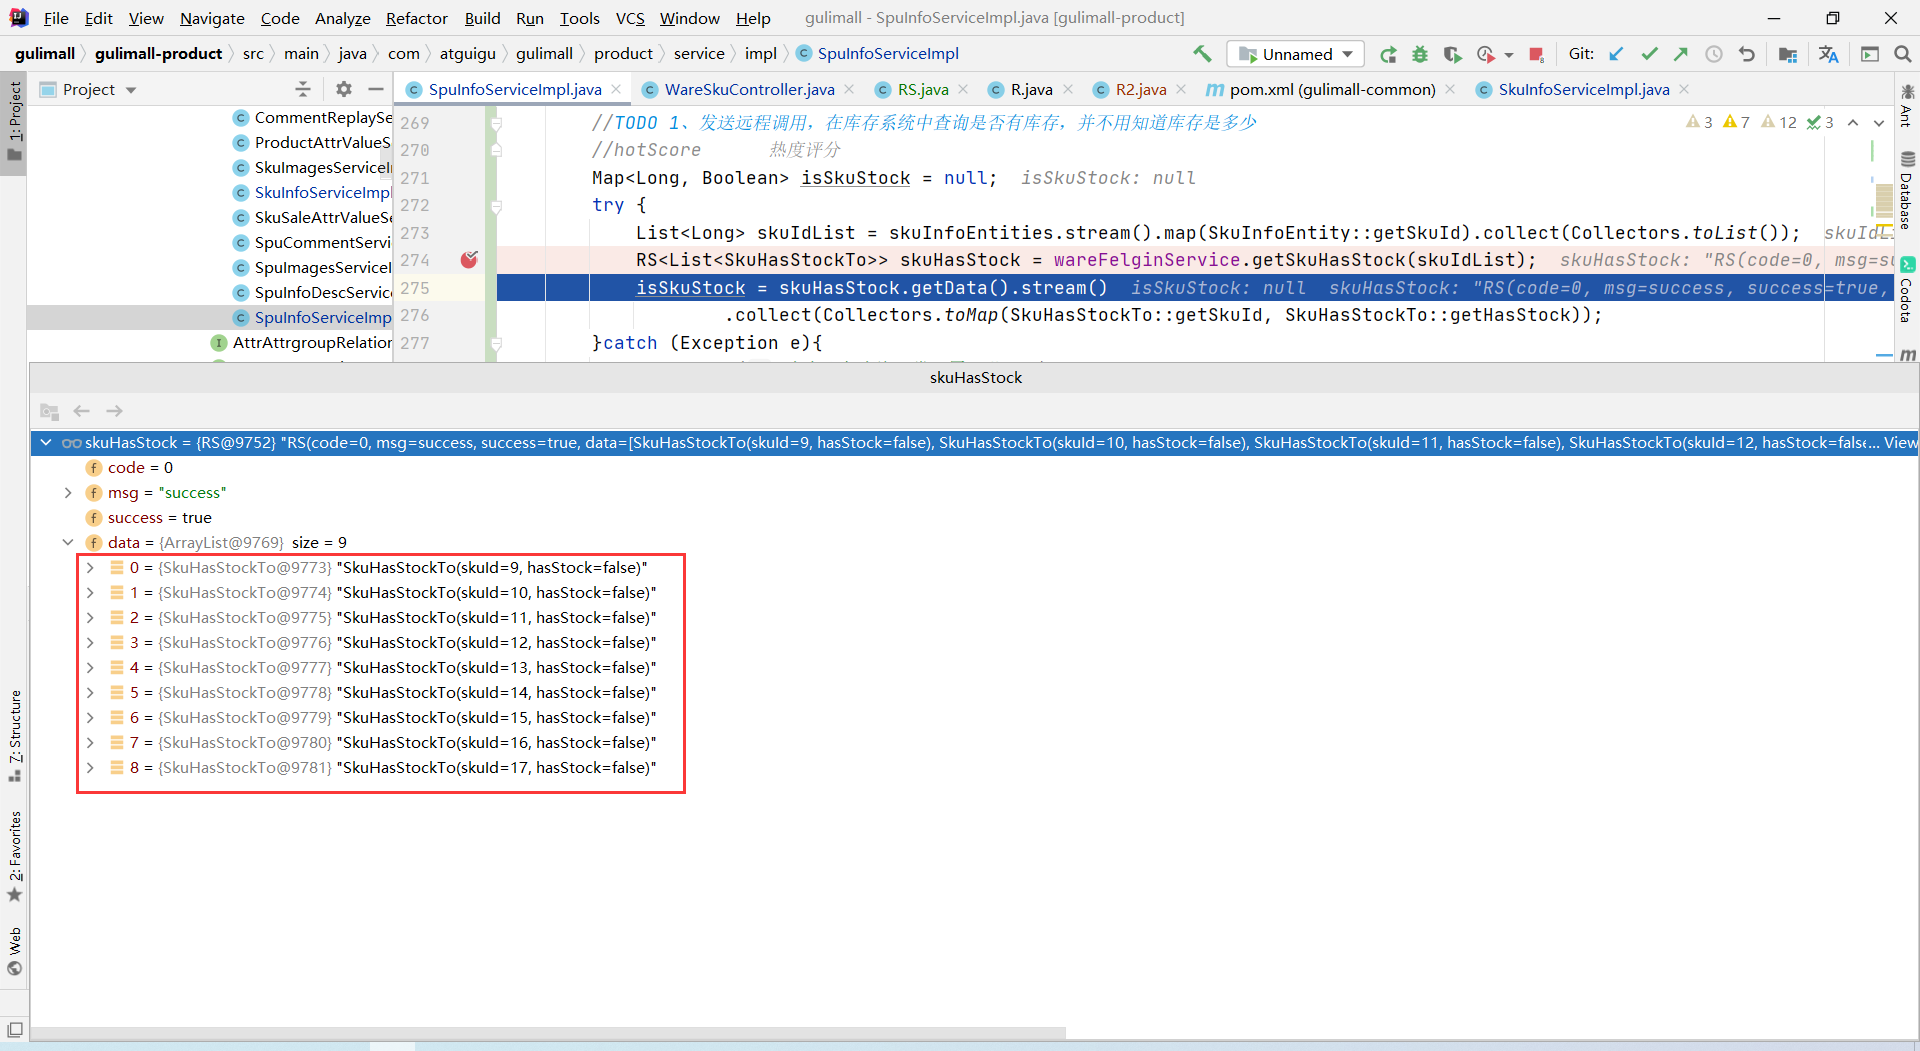 File Edit View Navigate Code Analyze Refactor Build Run Tools VCS Window Help gulimall - SpuInfoServiceImpl.java [gulimall-product]
gulimall gulimall-product src main java com atguigu gulimall product service impl SpuInfoServiceImpl
Unnamed Git:
1: Project
Project
SpuInfoServiceImpl.java WareSkuController.java RS.java R.java R2.java pom.xml (gulimall-common) SkuInfoServiceImpl.java
CommentReplaySe
ProductAttrValueS
SkuImagesServiceI
SkuInfoServiceImpl
SkuSaleAttrValueSe
SpuCommentServi
SpuImagesServiceI
SpuInfoDescService
SpuInfoServiceImp
AttrAttrgroupRelation
3 7 12 3
269 //TODO 1、发送远程调用，在库存系统中查询是否有库存，并不用知道库存是多少
270 //hotScore 热度评分
271 Map<Long, Boolean> isSkuStock = null; isSkuStock: null
272 try {
273 List<Long> skuIdList = skuInfoEntities.stream().map(SkuInfoEntity::getSkuId).collect(Collectors.toList()); skuIdL
274 RS<List<SkuHasStockTo>> skuHasStock = wareFelginService.getSkuHasStock(skuIdList); skuHasStock: "RS(code=0, msg=su
275 isSkuStock = skuHasStock.getData().stream() isSkuStock: null skuHasStock: "RS(code=0, msg=success, success=true,
276 .collect(Collectors.toMap(SkuHasStockTo::getSkuId, SkuHasStockTo::getHasStock));
277 }catch (Exception e){
Ant
Database
Codota
skuHasStock
skuHasStock = {RS@9752} "RS(code=0, msg=success, success=true, data=[SkuHasStockTo(skuId=9, hasStock=false), SkuHasStockTo(skuId=10, hasStock=false), SkuHasStockTo(skuId=11, hasStock=false), SkuHasStockTo(skuId=12, hasStock=false... View
code = 0
msg = "success"
success = true
data = {ArrayList@9769} size = 9
0 = {SkuHasStockTo@9773} "SkuHasStockTo(skuId=9, hasStock=false)"
1 = {SkuHasStockTo@9774} "SkuHasStockTo(skuId=10, hasStock=false)"
2 = {SkuHasStockTo@9775} "SkuHasStockTo(skuId=11, hasStock=false)"
3 = {SkuHasStockTo@9776} "SkuHasStockTo(skuId=12, hasStock=false)"
4 = {SkuHasStockTo@9777} "SkuHasStockTo(skuId=13, hasStock=false)"
5 = {SkuHasStockTo@9778} "SkuHasStockTo(skuId=14, hasStock=false)"
6 = {SkuHasStockTo@9779} "SkuHasStockTo(skuId=15, hasStock=false)"
7 = {SkuHasStockTo@9780} "SkuHasStockTo(skuId=16, hasStock=false)"
8 = {SkuHasStockTo@9781} "SkuHasStockTo(skuId=17, hasStock=false)"
7: Structure
2: Favorites
Web